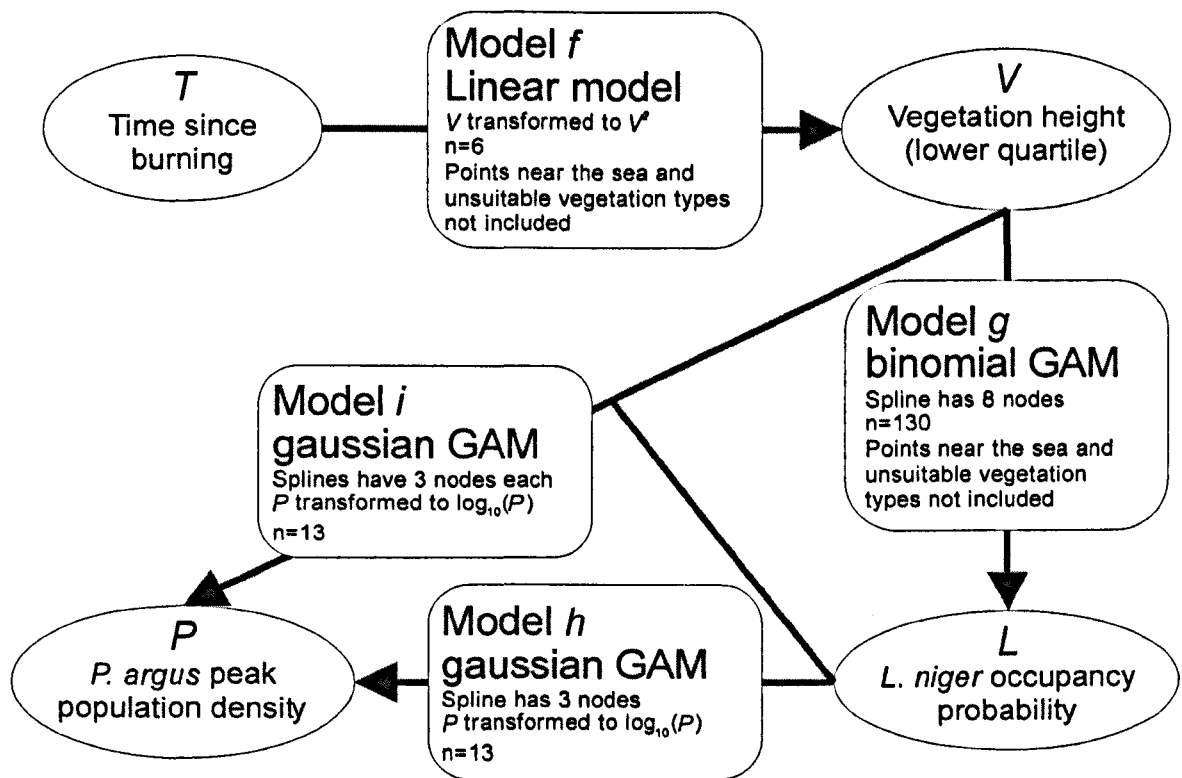 T
Time since
burning
Model f
Linear model
V transformed to
n=6
Points near the sea and
unsuitable vegetation types
not included
V
Vegetation height
(lower quartile)
Model g
binomial GAM
Spline has 8 nodes
n=130
Points near the sea and
unsuitable vegetation
types not included
Model i
gaussian GAM
Splines have 3 nodes each
P transformed to log₁₀(P)
n=13
P
P. argus peak
population density
Model h
gaussian GAM
Spline has 3 nodes
P transformed to log₁₀(P)
n=13
L
L. niger occupancy
probability